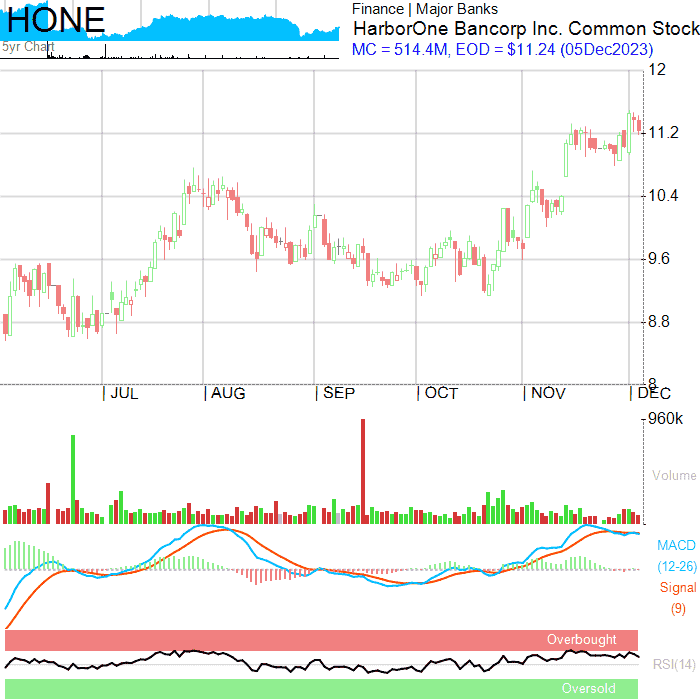 HONE
5yr Chart
Finance | Major Banks
HarborOne Bancorp Inc. Common Stock
MC = 514.4M, EOD = $11.24 (05Dec2023)
12
11.2
10.4
9.6
8.8
8
| JUL | AUG | SEP | OCT | NOV | DEC
960k
Volume
MACD
(12-26)
Signal
(9)
Overbought
RSI(14)
Oversold